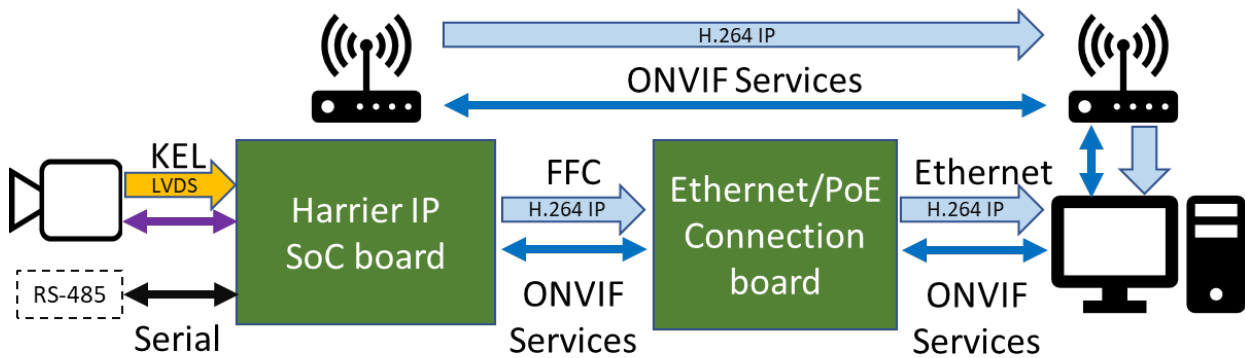 H.264 IP
ONVIF Services
KEL
LVDS
Harrier IP
SoC board
FFC
H.264 IP
ONVIF
Services
Ethernet/PoE
Connection
board
Ethernet
H.264 IP
ONVIF
Services
RS-485
Serial